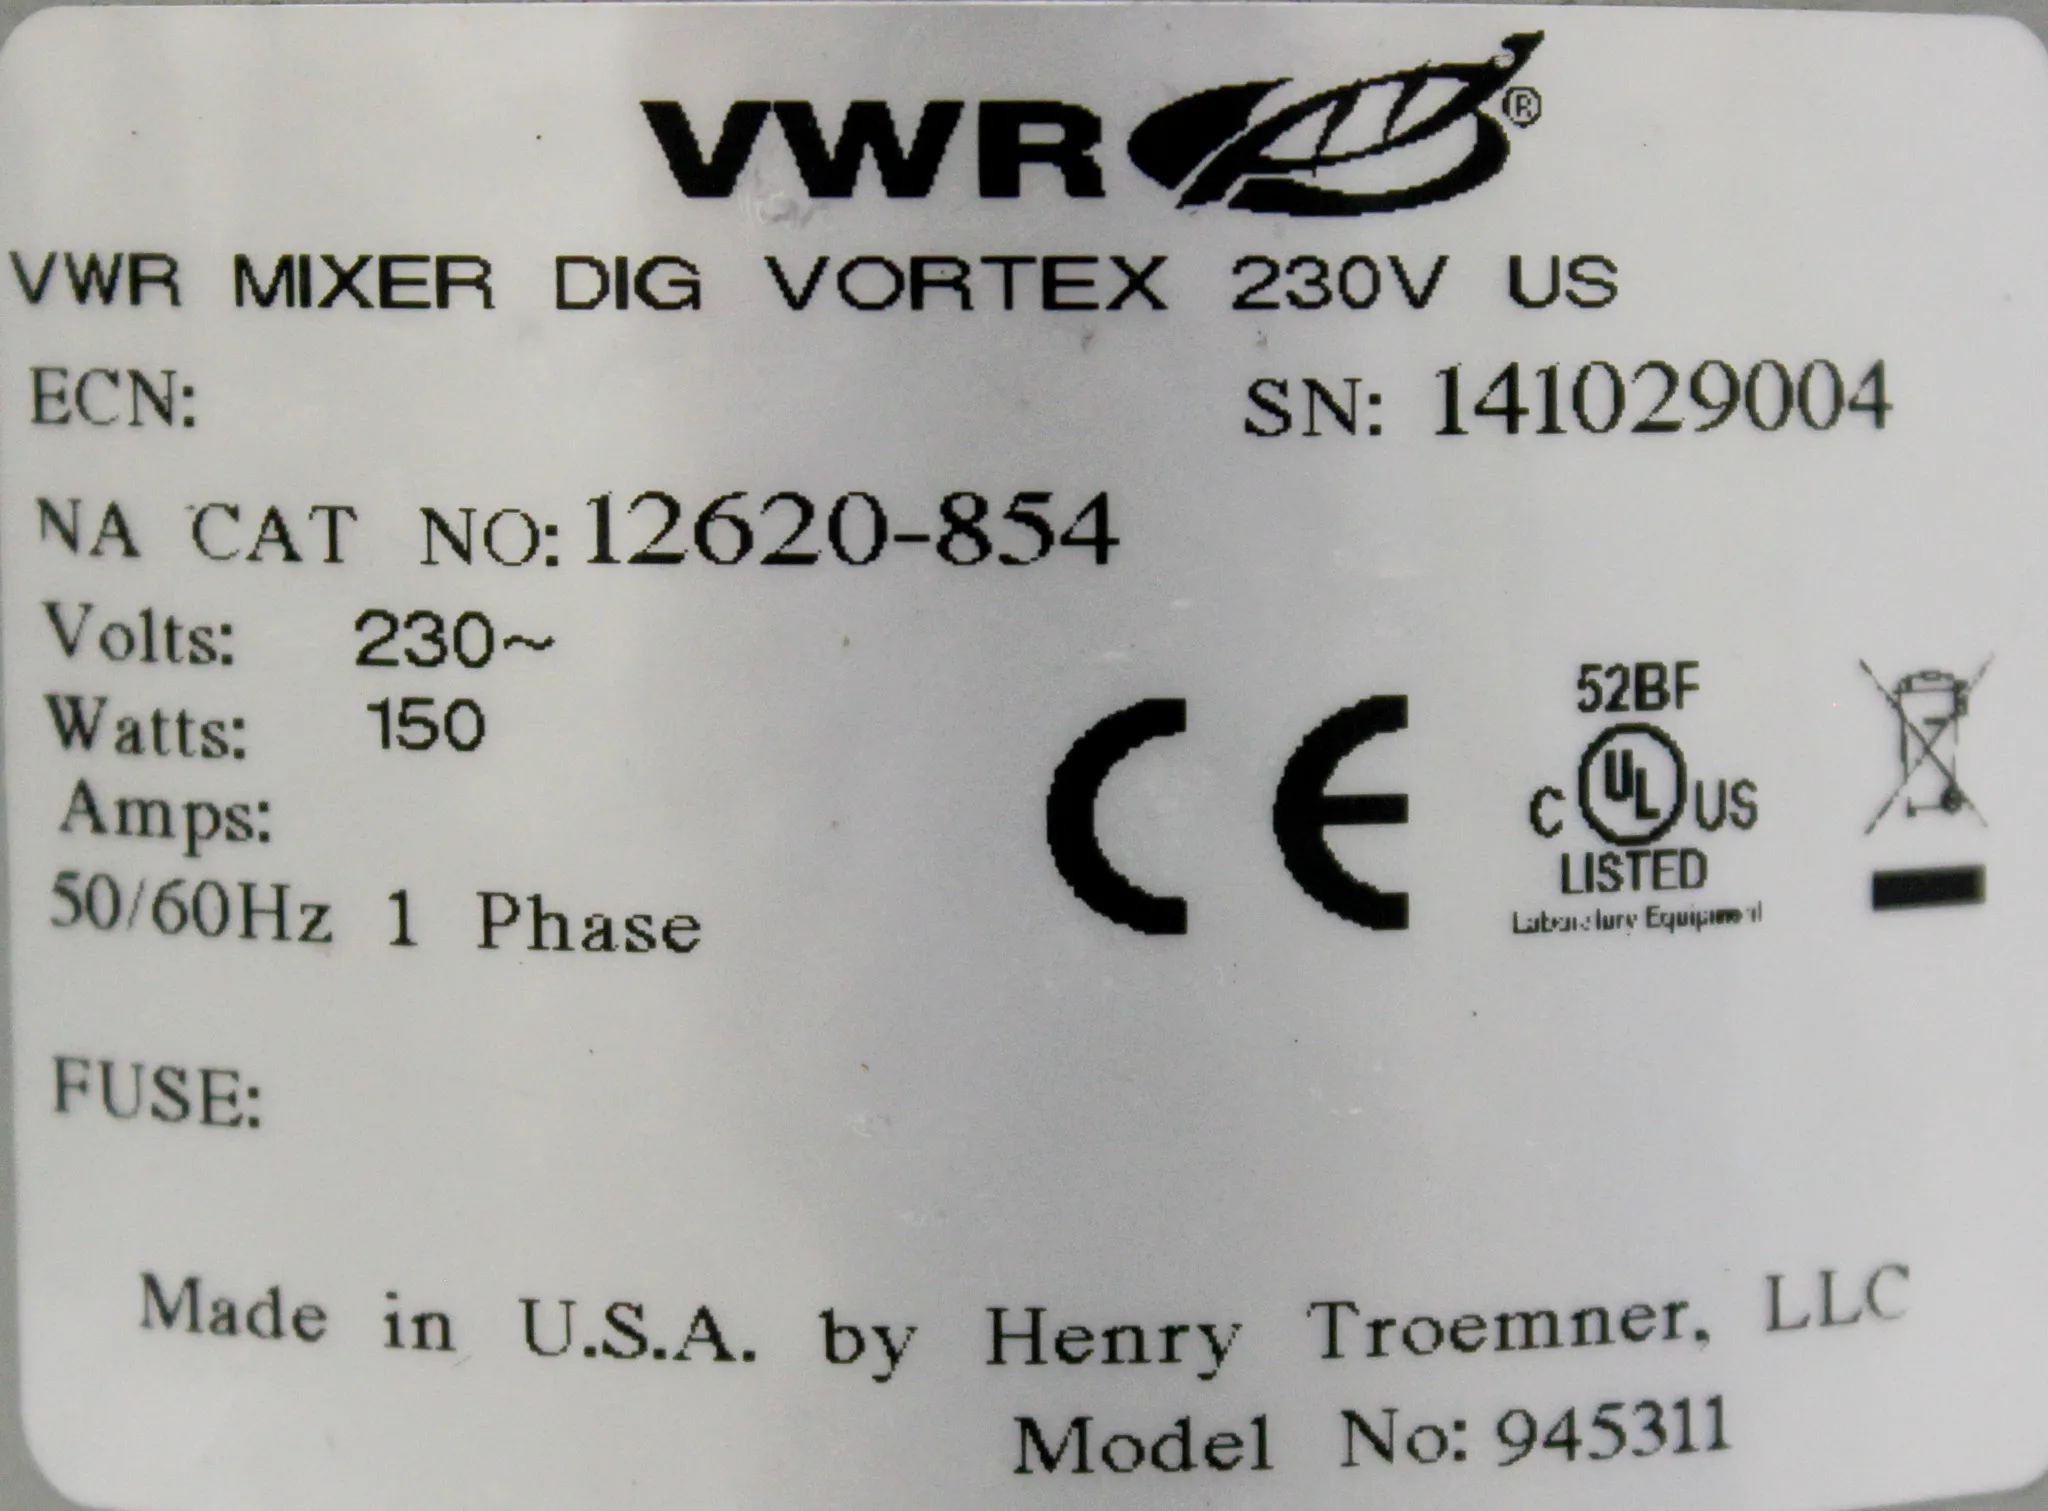 VWR®
VWR MIXER DIG VORTEX 230V US
ECN:
SN: 141029004
NA CAT NO: 12620-854
Volts: 230~
Watts: 150
Amps:
50/60Hz 1 Phase
CE
52BF
C UL US
LISTED
Laboratory Equipment
FUSE:
Made in U.S.A. by Henry Troemner, LLC
Model No: 945311